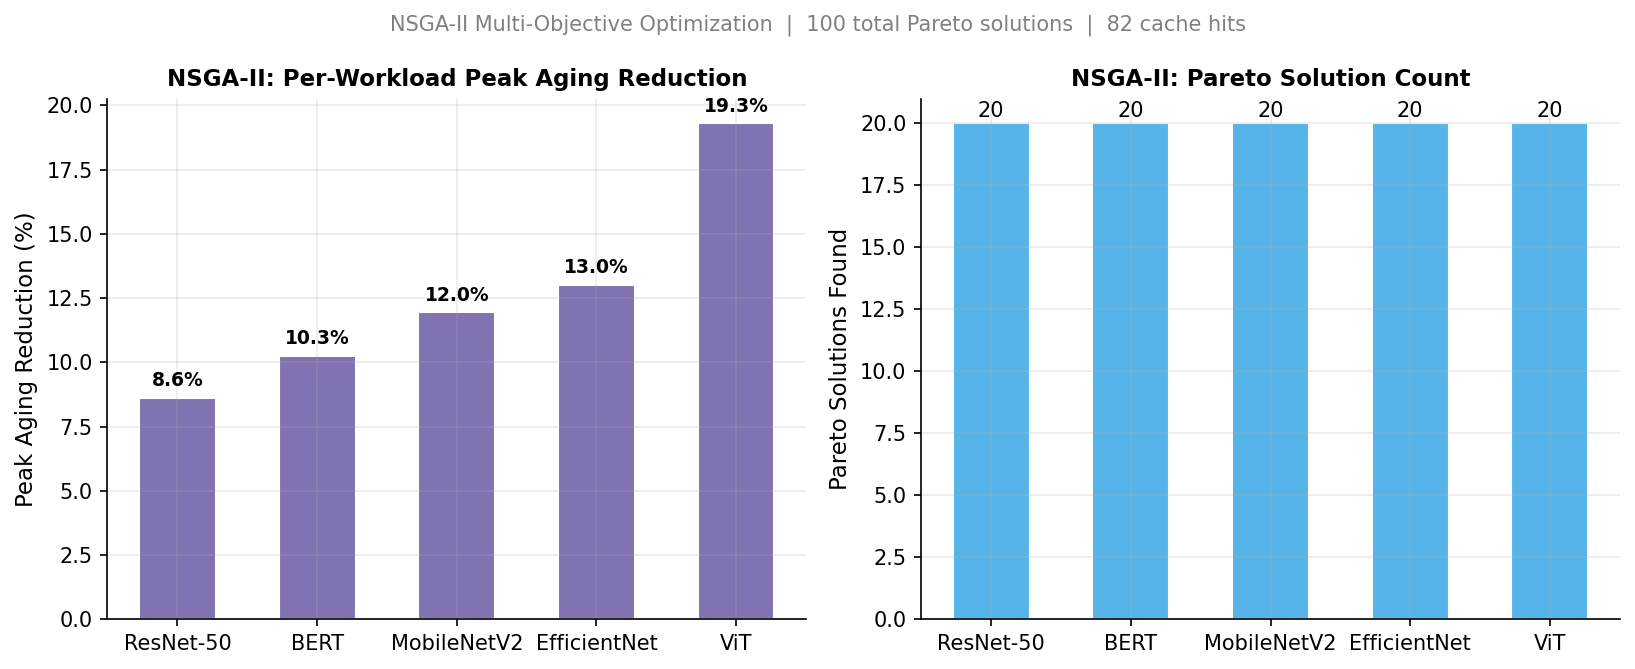 NSGA-II Multi-Objective Optimization | 100 total Pareto solutions | 82 cache hits
NSGA-II: Per-Workload Peak Aging Reduction
Peak Aging Reduction (%)
20.0
17.5
15.0
12.5
10.0
7.5
5.0
2.5
0.0
8.6%
10.3%
12.0%
13.0%
19.3%
ResNet-50 BERT MobileNetV2 EfficientNet ViT
NSGA-II: Pareto Solution Count
Pareto Solutions Found
20.0
17.5
15.0
12.5
10.0
7.5
5.0
2.5
0.0
20 20 20 20 20
ResNet-50 BERT MobileNetV2 EfficientNet ViT